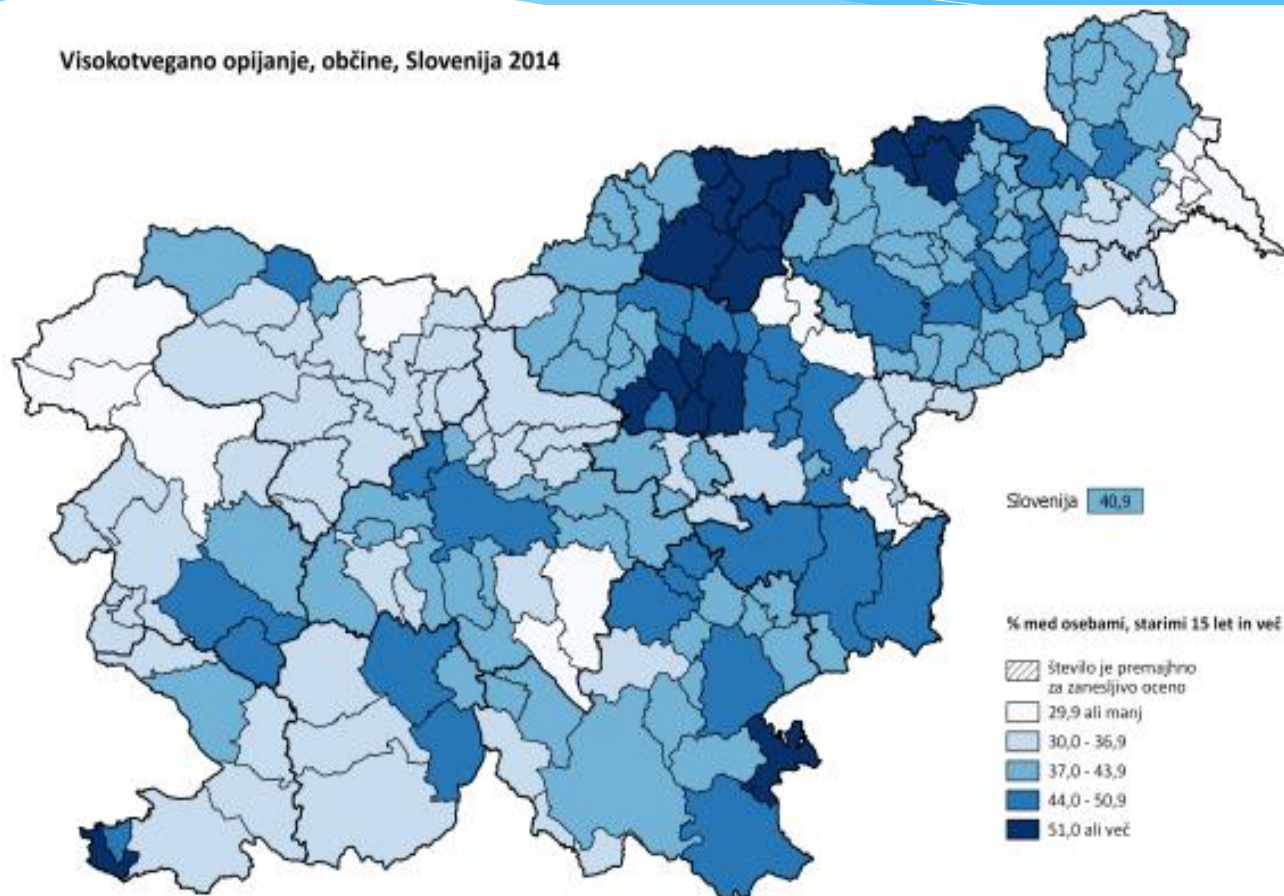 Visokotvegano opijanje, občine, Slovenija 2014
Slovenija 40,9
% med osebami, starimi 15 let in več
število je premajhno
za zanesljivo oceno
29,9 ali manj
30,0 - 36,9
37,0 - 43,9
44,0 - 50,9
51,0 ali več